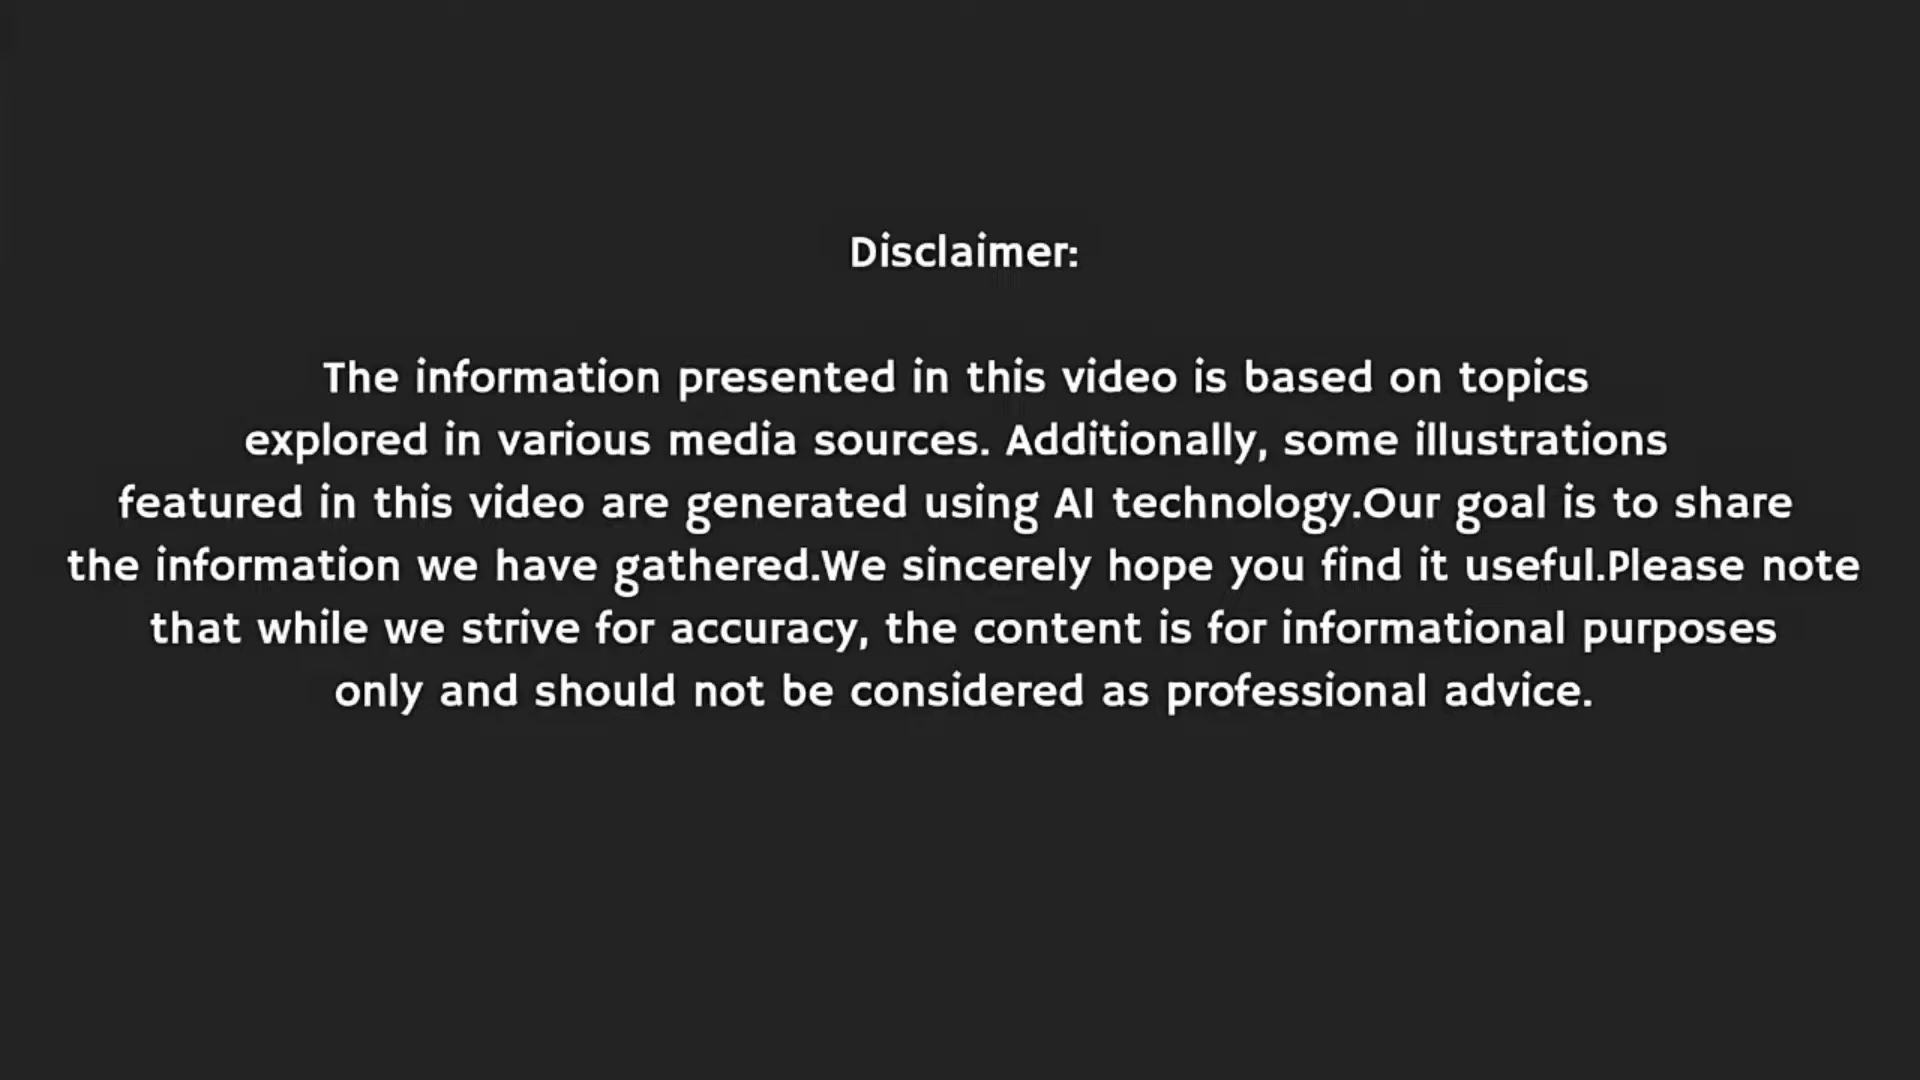 Disclaimer:
The information presented in this video is based on topics
explored in various media sources. Additionally, some illustrations
featured in this video are generated using AI technology.Our goal is to share
the information we have gathered.We sincerely hope you find it useful.Please note
that while we strive for accuracy, the content is for informational purposes
only and should not be considered as professional advice.